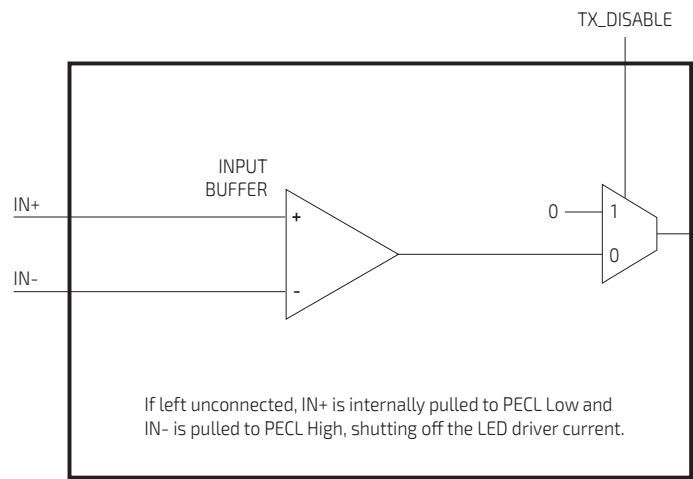 TX_DISABLE
INPUT
BUFFER
IN+
+
0
1
0
IN-
-
If left unconnected, IN+ is internally pulled to PECL Low and
IN- is pulled to PECL High, shutting off the LED driver current.